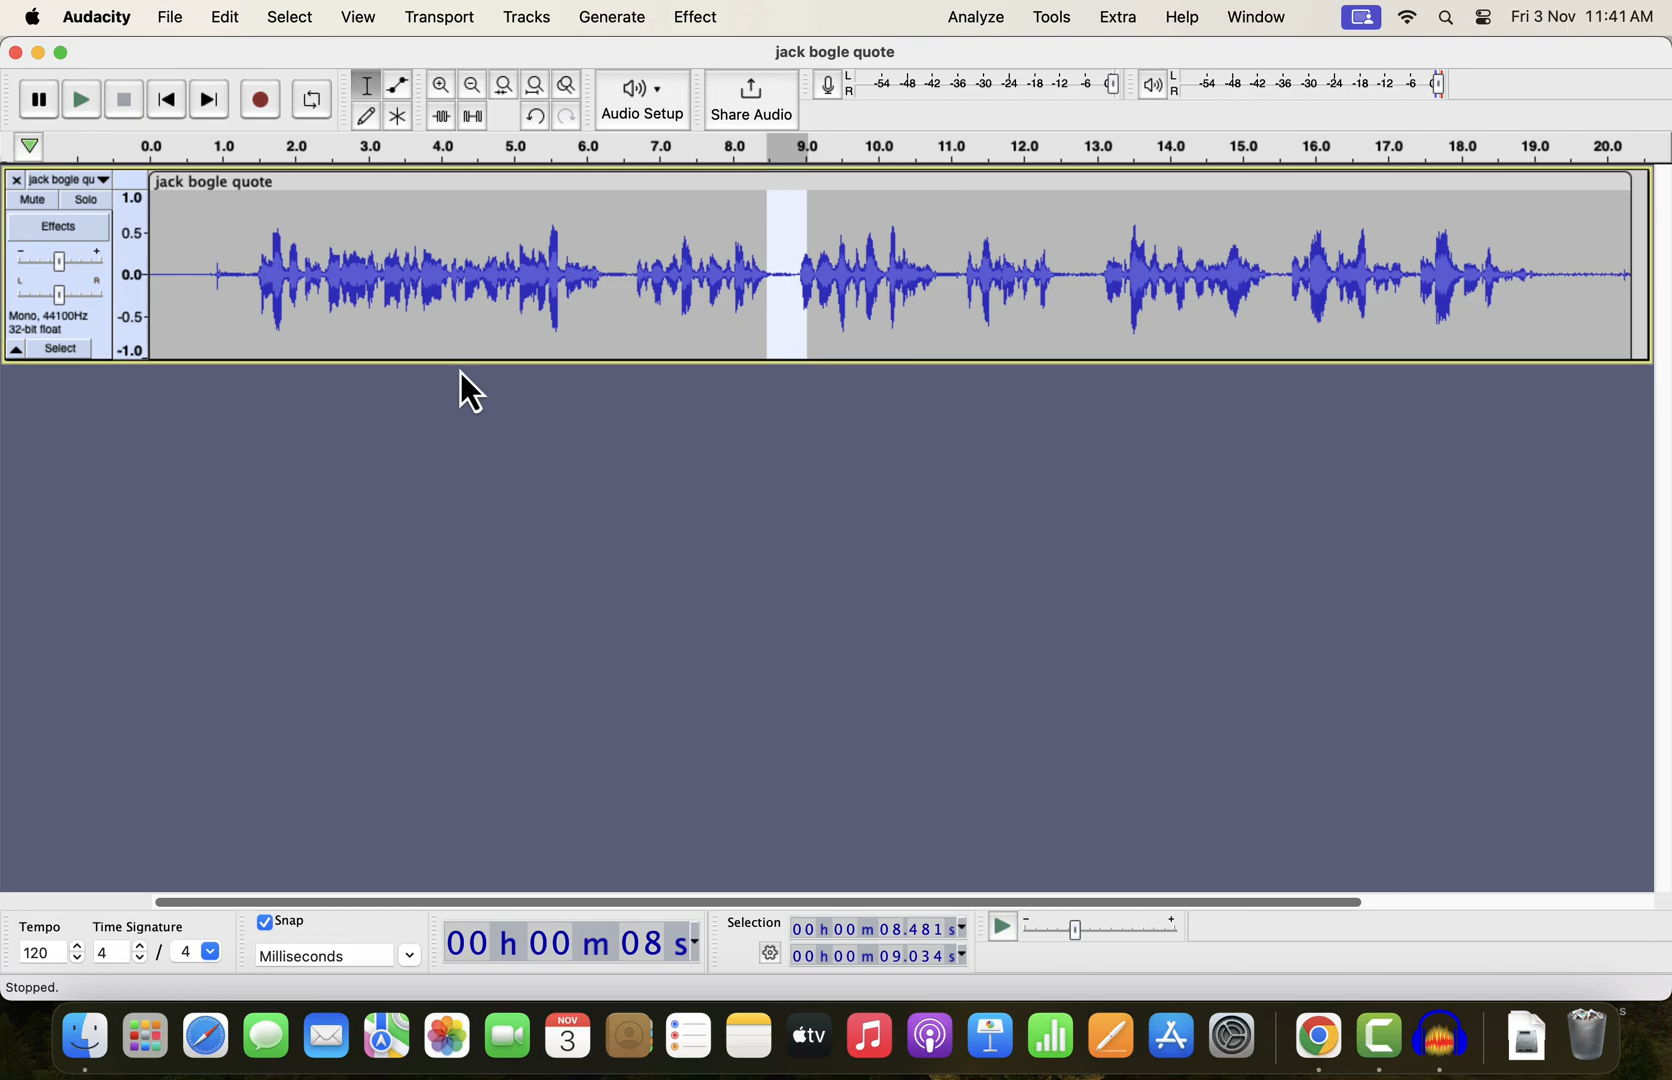 Audacity File Edit Select View Transport Tracks Generate Effect Analyze Tools Extra Help Window Fri 3 Nov 11:41 AM
jack bogle quote
Audio Setup
Share Audio
L
R
-54 -48 -42 -36 -30 -24 -18 -12 -6 0
L
R
-54 -48 -42 -36 -30 -24 -18 -12 -6 0
0.0 1.0 2.0 3.0 4.0 5.0 6.0 7.0 8.0 9.0 10.0 11.0 12.0 13.0 14.0 15.0 16.0 17.0 18.0 19.0 20.0
jack bogle qu
jack bogle quote
Mute Solo
Effects
- +
L R
Mono, 44100Hz
32-bit float
Select
1.0
0.5
0.0
-0.5
-1.0
Tempo
120
Time Signature
4 / 4
Snap
Milliseconds
00 h 00 m 08 s
Selection
00 h 00 m 08.481 s
00 h 00 m 09.034 s
- +
Stopped.
NOV
3
tv